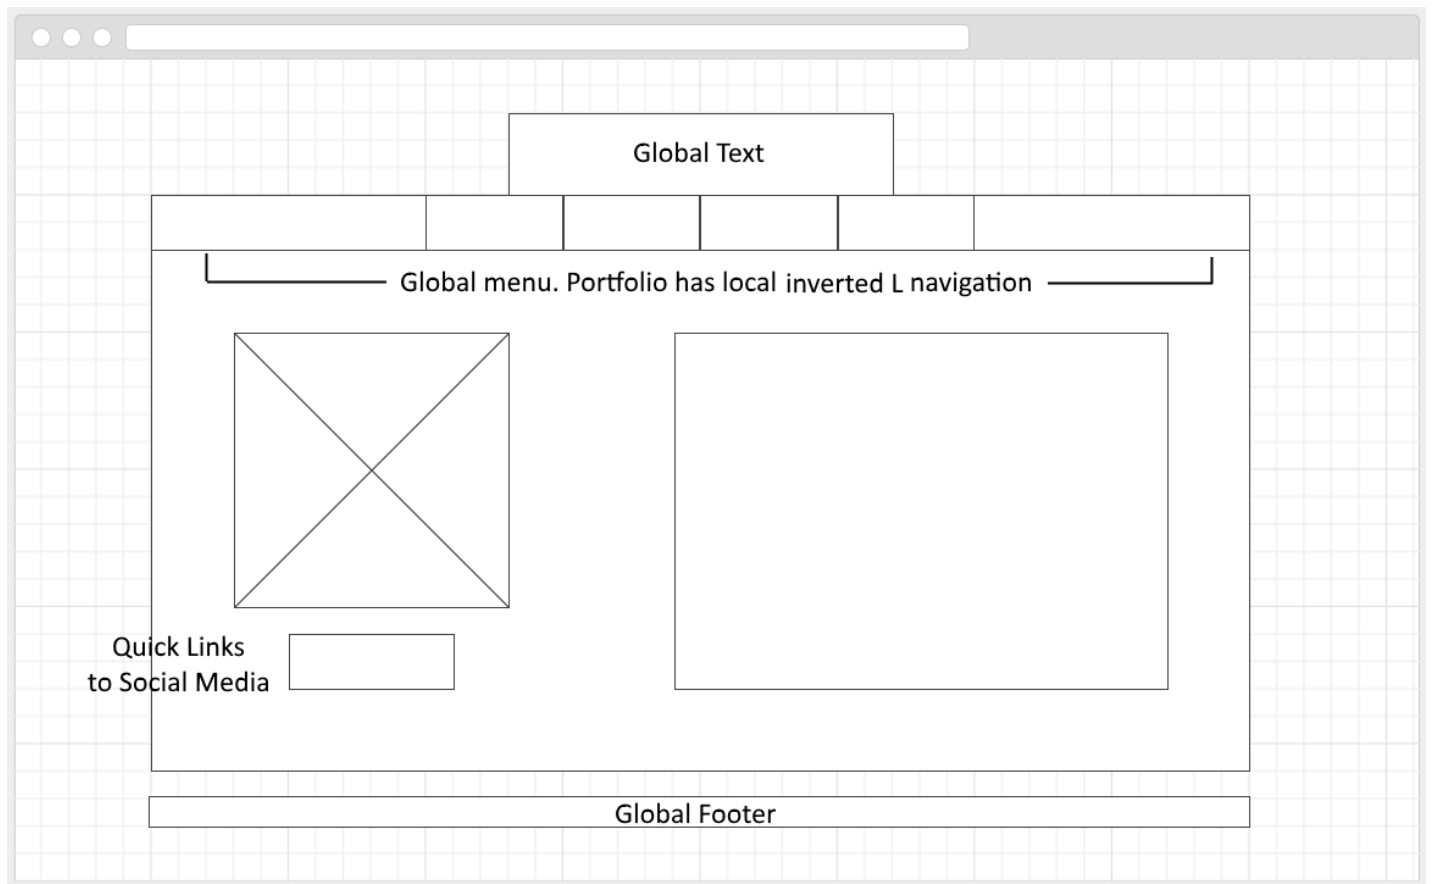 Global Text
Global menu. Portfolio has local inverted L navigation
Quick Links
to Social Media
Global Footer